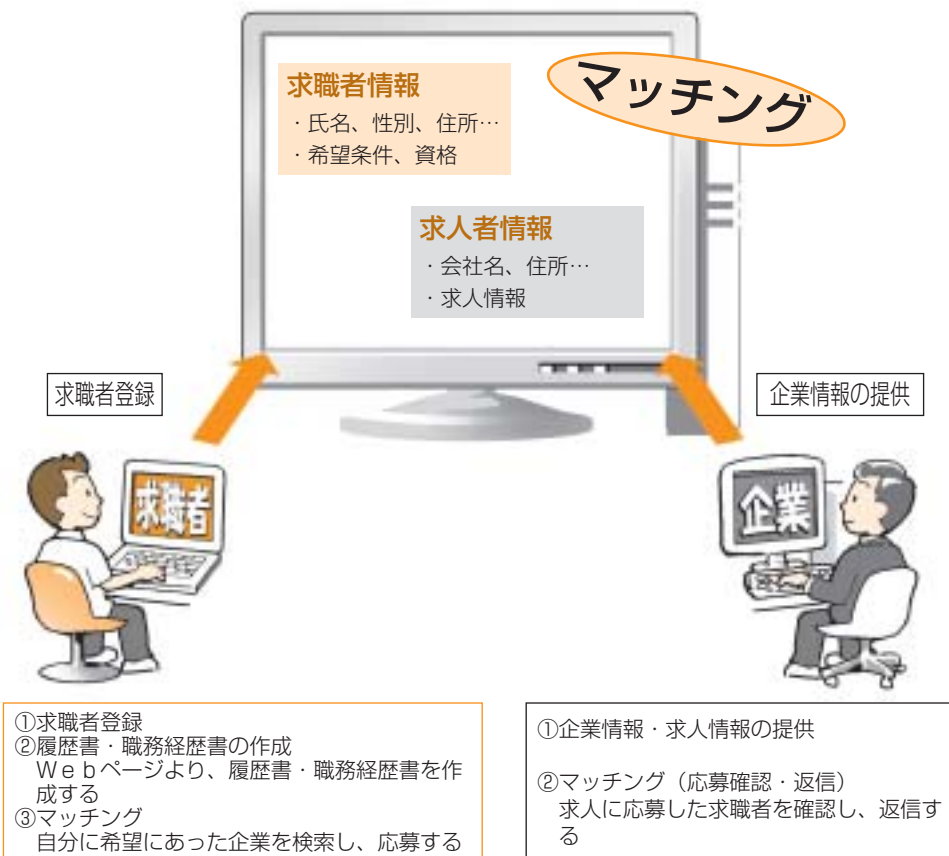 マッチング
求職者情報
・氏名、性別、住所…
・希望条件、資格
求人者情報
・会社名、住所…
・求人情報
求職者登録
企業情報の提供
求職者
企業
①求職者登録
②履歴書・職務経歴書の作成
Ｗｅｂページより、履歴書・職務経歴書を作
成する
③マッチング
自分に希望にあった企業を検索し、応募する
①企業情報・求人情報の提供
②マッチング（応募確認・返信）
求人に応募した求職者を確認し、返信す
る